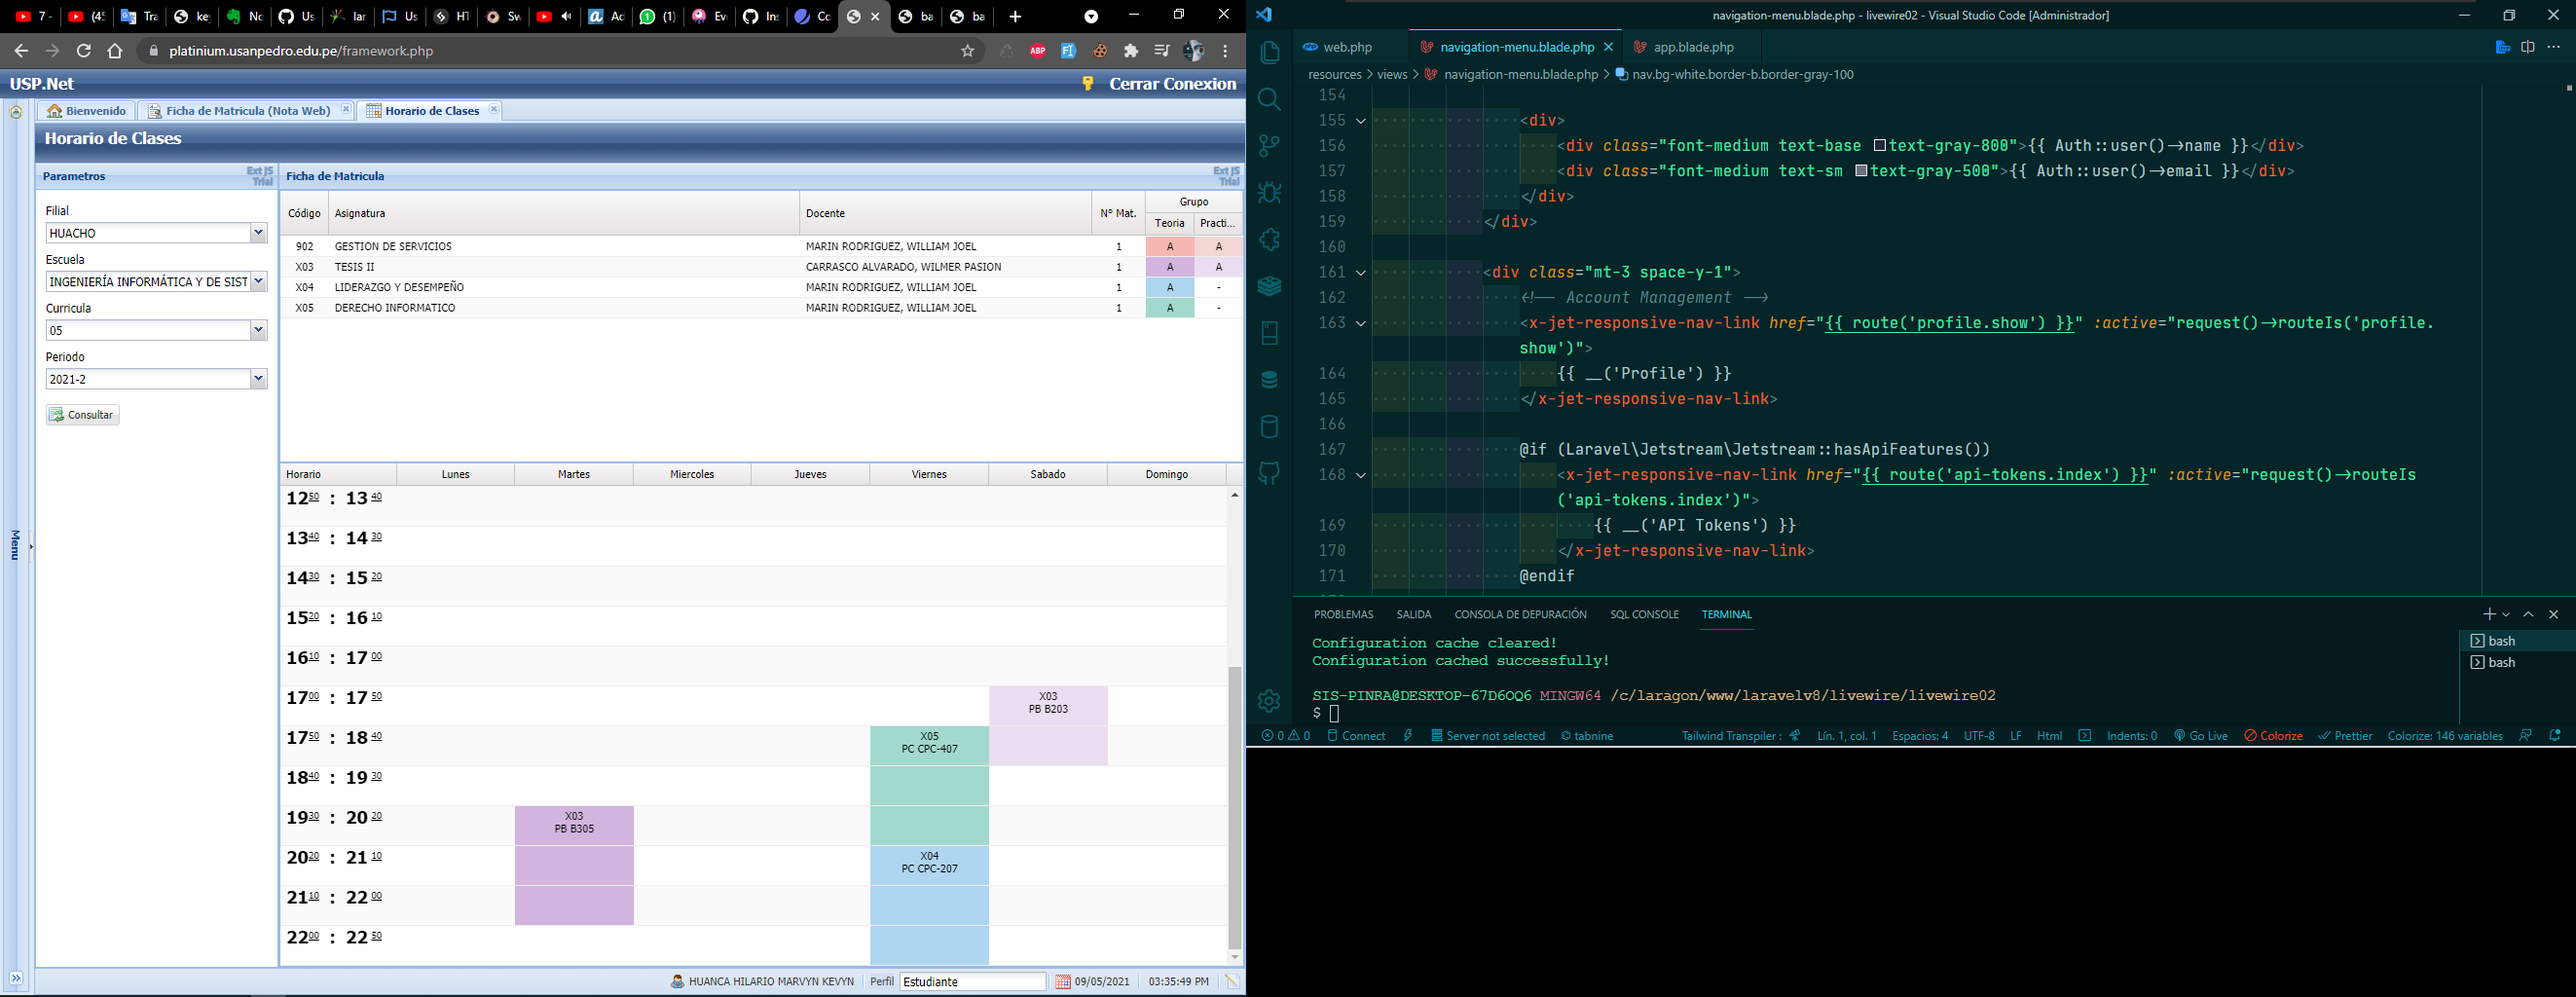 7 -
(45
Tra
key
No
Us
lar
Us
HT
Sw
Ad
(1)
Ev
Ins
Co
ba
ba
platinium.usanpedro.edu.pe/framework.php
USP.Net
Cerrar Conexion
Bienvenido
Ficha de Matricula (Nota Web)
Horario de Clases
Horario de Clases
Parametros
Ext JS
Trial
Ficha de Matricula
Ext JS
Trial
Filial
HUACHO
Escuela
INGENIERÍA INFORMÁTICA Y DE SIST
Curricula
05
Periodo
2021-2
Consultar
Menu
Código Asignatura Docente N° Mat. Grupo
Teoria Practi...
902 GESTION DE SERVICIOS MARIN RODRIGUEZ, WILLIAM JOEL 1 A A
X03 TESIS II CARRASCO ALVARADO, WILMER PASION 1 A A
X04 LIDERAZGO Y DESEMPEÑO MARIN RODRIGUEZ, WILLIAM JOEL 1 A -
X05 DERECHO INFORMATICO MARIN RODRIGUEZ, WILLIAM JOEL 1 A -
Horario Lunes Martes Miercoles Jueves Viernes Sabado Domingo
12 50 : 13 40
13 40 : 14 30
14 30 : 15 20
15 20 : 16 10
16 10 : 17 00
17 00 : 17 50
X03
PB B203
17 50 : 18 40
X05
PC CPC-407
18 40 : 19 30
19 30 : 20 20
X03
PB B305
20 20 : 21 10
X04
PC CPC-207
21 10 : 22 00
22 00 : 22 50
HUANCA HILARIO MARVYN KEVYN Perfil Estudiante 09/05/2021 03:35:49 PM
navigation-menu.blade.php - livewire02 - Visual Studio Code [Administrador]
web.php
navigation-menu.blade.php
app.blade.php
resources > views > navigation-menu.blade.php > nav.bg-white.border-b.border-gray-100
154
155 <div>
156 <div class="font-medium text-base text-gray-800">{{ Auth::user()->name }}</div>
157 <div class="font-medium text-sm text-gray-500">{{ Auth::user()->email }}</div>
158 </div>
159 </div>
160
161 <div class="mt-3 space-y-1">
162 <!-- Account Management -->
163 <x-jet-responsive-nav-link href="{{ route('profile.show') }}" :active="request()->routeIs('profile.
show')">
164 {{ __('Profile') }}
165 </x-jet-responsive-nav-link>
166
167 @if (Laravel\Jetstream\Jetstream::hasApiFeatures())
168 <x-jet-responsive-nav-link href="{{ route('api-tokens.index') }}" :active="request()->routeIs
('api-tokens.index')">
169 {{ __('API Tokens') }}
170 </x-jet-responsive-nav-link>
171 @endif
PROBLEMAS SALIDA CONSOLA DE DEPURACIÓN SQL CONSOLE TERMINAL
Configuration cache cleared!
Configuration cached successfully!
SIS-PINRA@DESKTOP-67D6OQ6 MINGW64 /c/laragon/www/laravelv8/livewire/livewire02
$
bash
bash
0 0 Connect Server not selected tabnine Tailwind Transpiler : Lín. 1, col. 1 Espacios: 4 UTF-8 LF Html Indents: 0 Go Live Colorize Prettier Colorize: 146 variables